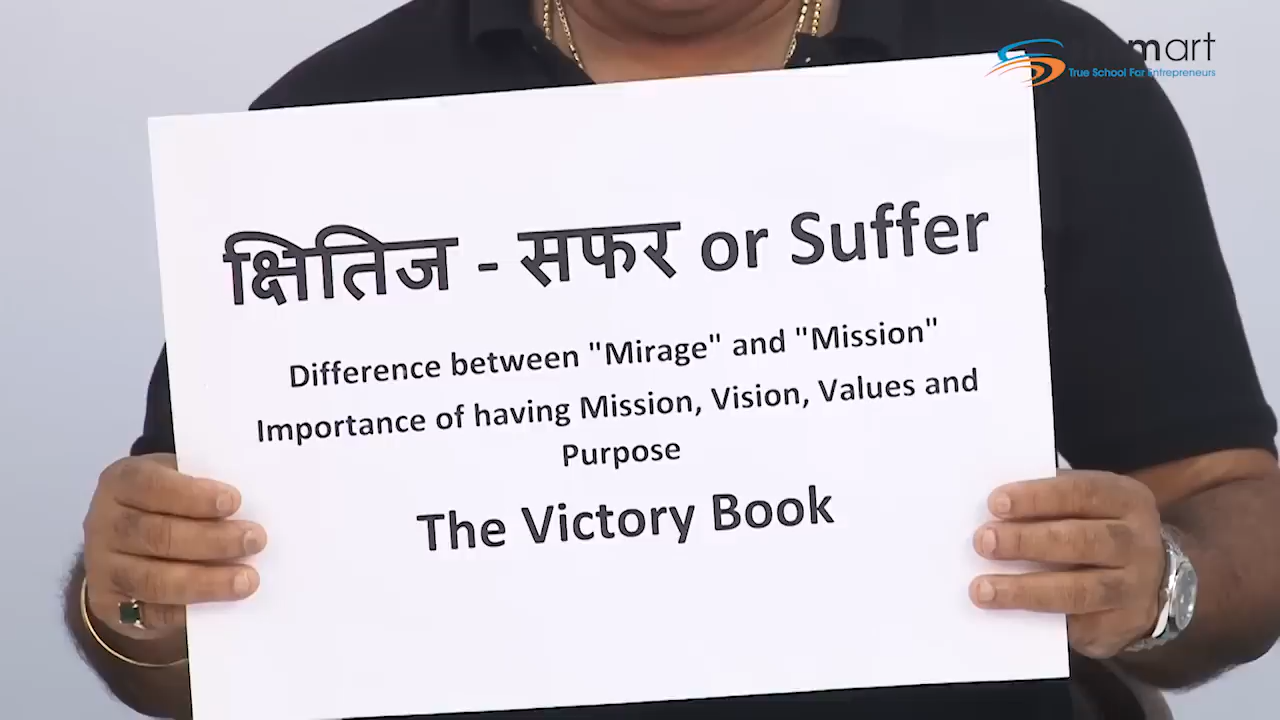 क्षितिज - सफर or Suffer
Difference between "Mirage" and "Mission"
Importance of having Mission, Vision, Values and
Purpose
The Victory Book
True School For Entrepreneurs